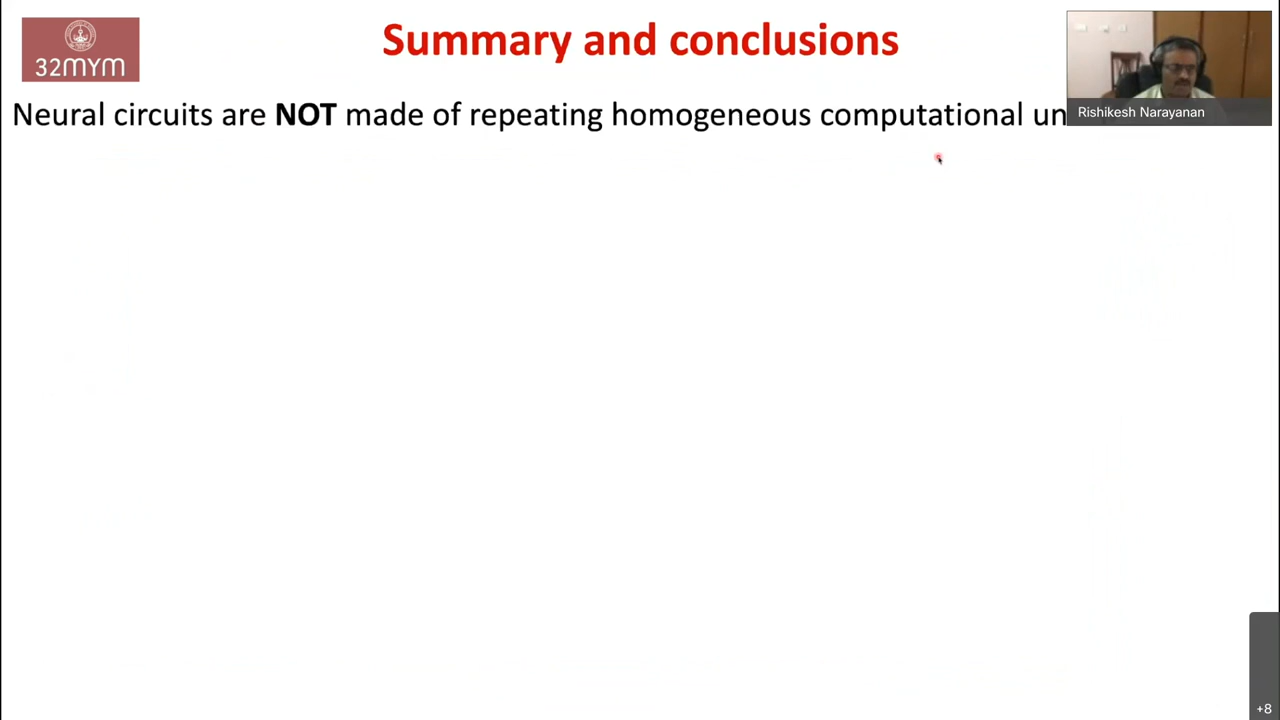 32MYM
Summary and conclusions
Rishikesh Narayanan
Neural circuits are NOT made of repeating homogeneous computational un
+8